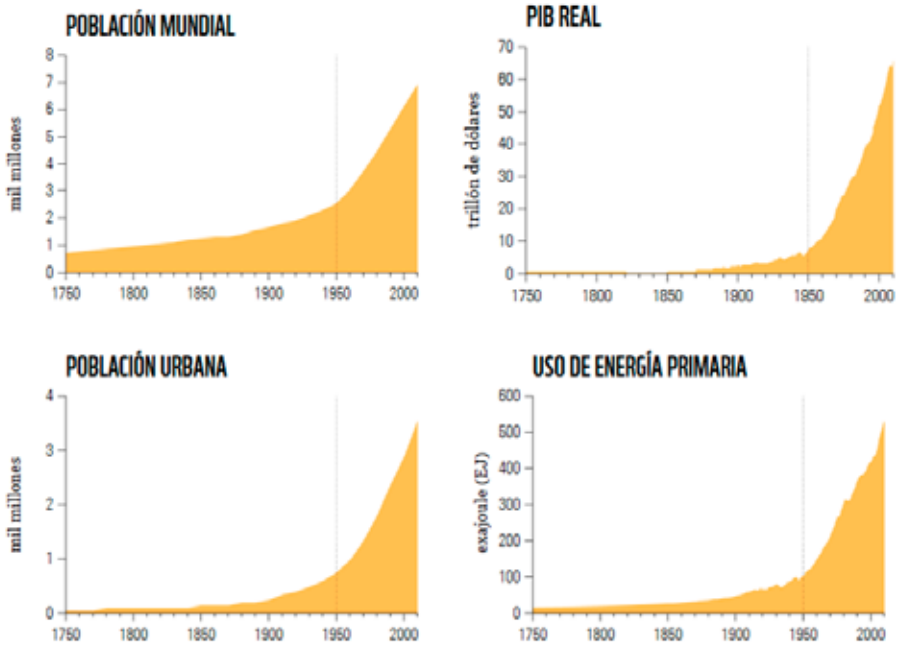 POBLACIÓN MUNDIAL
mil millones
8
7
6
5
4
3
2
1
0
1750 1800 1850 1900 1950 2000
PIB REAL
trillón de dólares
70
60
50
40
30
20
10
0
1750 1800 1850 1900 1950 2000
POBLACIÓN URBANA
mil millones
4
3
2
1
0
1750 1800 1850 1900 1950 2000
USO DE ENERGÍA PRIMARIA
exajoule (EJ)
600
500
400
300
200
100
0
1750 1800 1850 1900 1950 2000